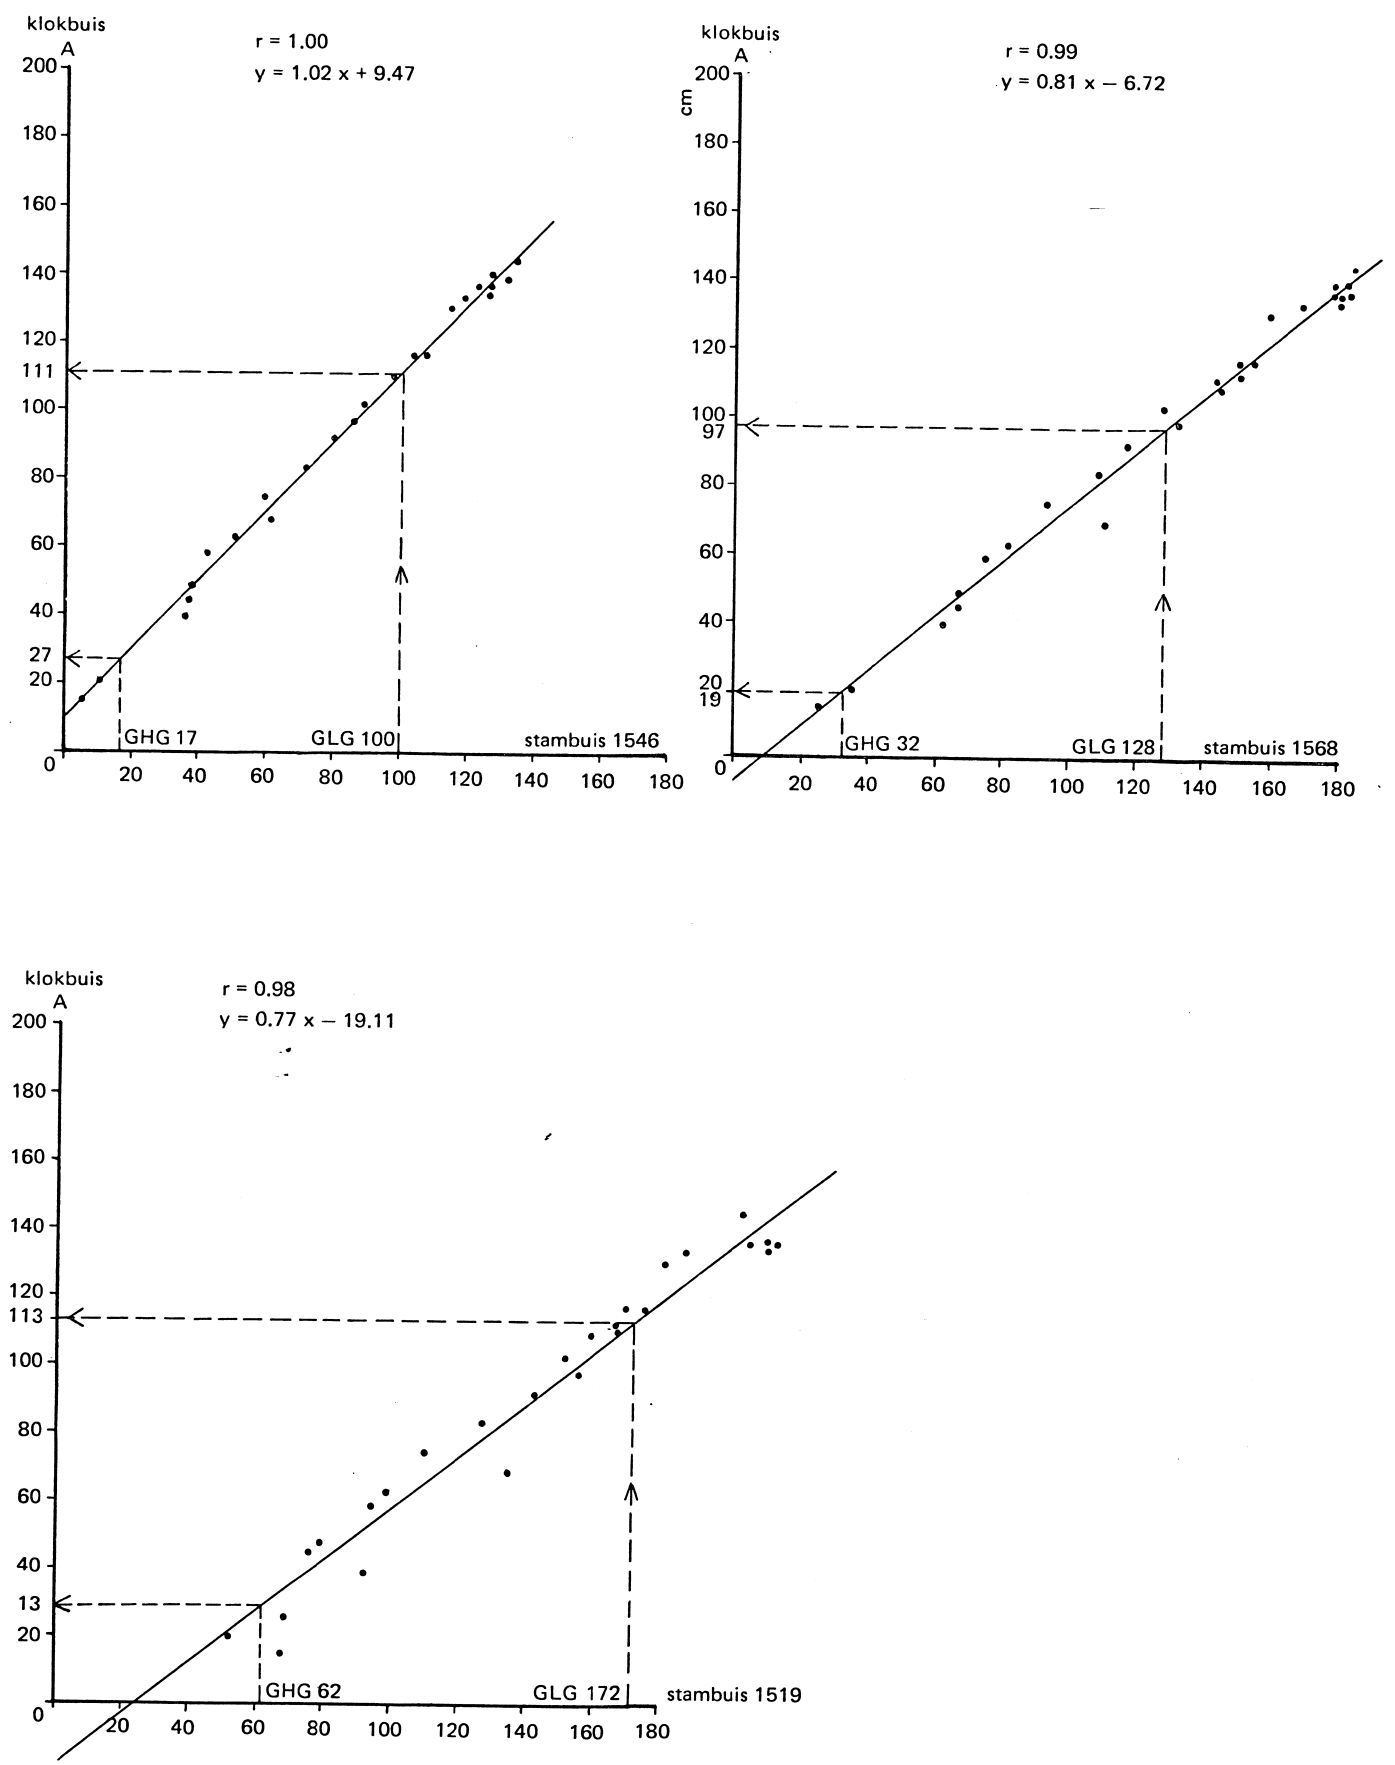 klokbuis
A
r = 1.00
y = 1.02 x + 9.47
200
180
160
140
120
111
100
80
60
40
27
20
0
GHG 17
GLG 100
stambuis 1546
20 40 60 80 100 120 140 160 180
klokbuis
A
cm
r = 0.99
y = 0.81 x — 6.72
200
180
160
140
120
100
97
80
60
40
20
19
0
GHG 32
GLG 128
stambuis 1568
20 40 60 80 100 120 140 160 180
klokbuis
A
r = 0.98
y = 0.77 x — 19.11
200
180
160
140
120
113
100
80
60
40
13
20
0
GHG 62
GLG 172
stambuis 1519
20 40 60 80 100 120 140 160 180